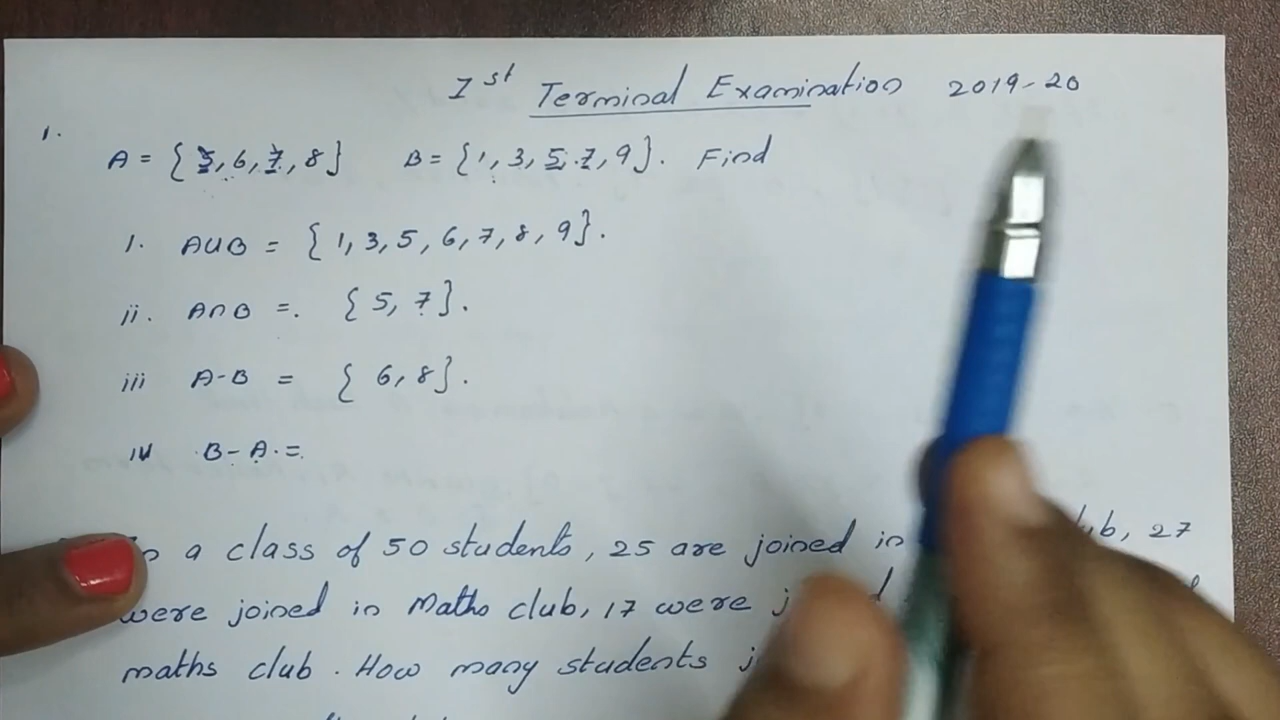 Ist Terminal Examination 2019-20
1.
A = { 5, 6, 7, 8 } B = { 1, 3, 5, 7, 9 }. Find
1. A∪B = { 1, 3, 5, 6, 7, 8, 9 }.
ii. A∩B =. { 5, 7 }.
iii A-B = { 6, 8 }.
iv B-A.=
a class of 50 students, 25 are joined in 27
were joined in Maths club, 17 were
maths club. How many students